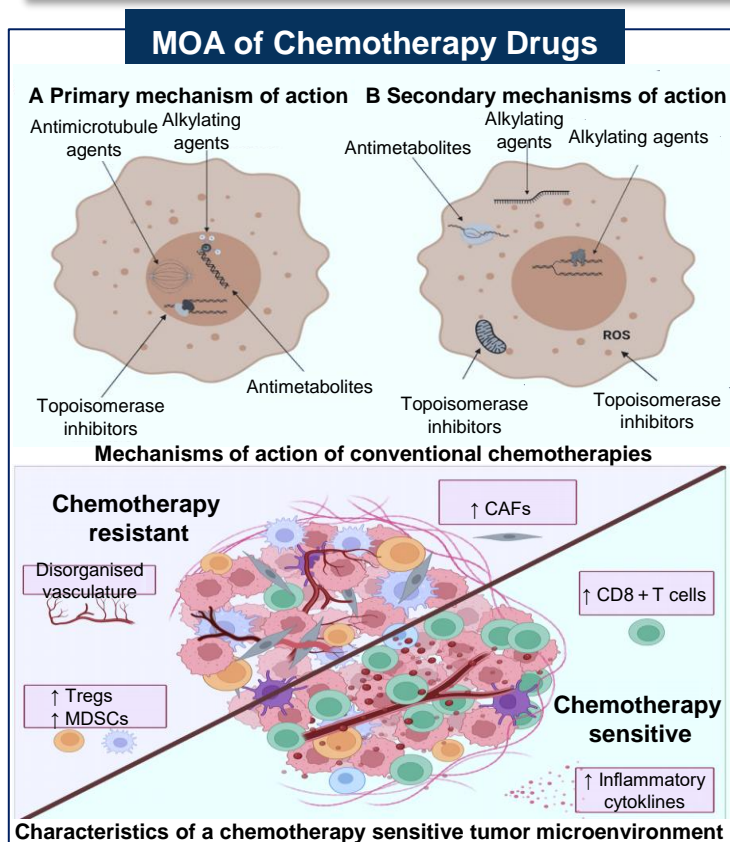 MOA of Chemotherapy Drugs
A Primary mechanism of action
B Secondary mechanisms of action
Antimicrotubule
agents
Alkylating
agents
Antimetabolites
Topoisomerase
inhibitors
Alkylating
agents
Alkylating agents
Antimetabolites
ROS
Topoisomerase
inhibitors
Topoisomerase
inhibitors
Mechanisms of action of conventional chemotherapies
Chemotherapy
resistant
↑ CAFs
Disorganised
vasculature
↑ CD8 + T cells
↑ Tregs
↑ MDSCs
Chemotherapy
sensitive
↑ Inflammatory
cytoklines
Characteristics of a chemotherapy sensitive tumor microenvironment